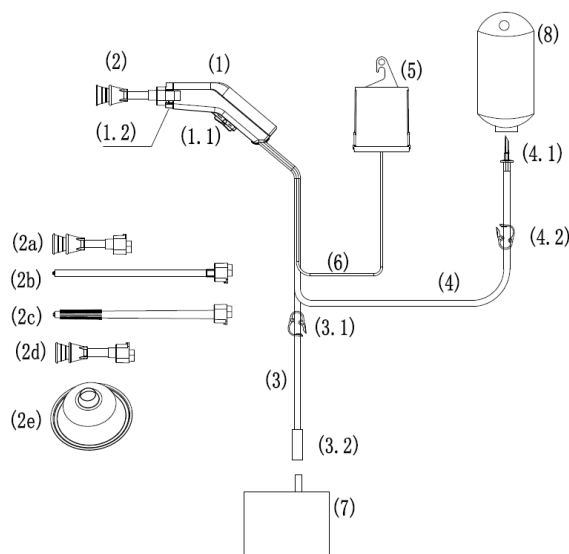 (2)
(1)
(8)
(5)
(1.2)
(1.1)
(4.1)
(4.2)
(2a)
(6)
(2b)
(4)
(2c)
(3.1)
(2d)
(3)
(2e)
(3.2)
(7)